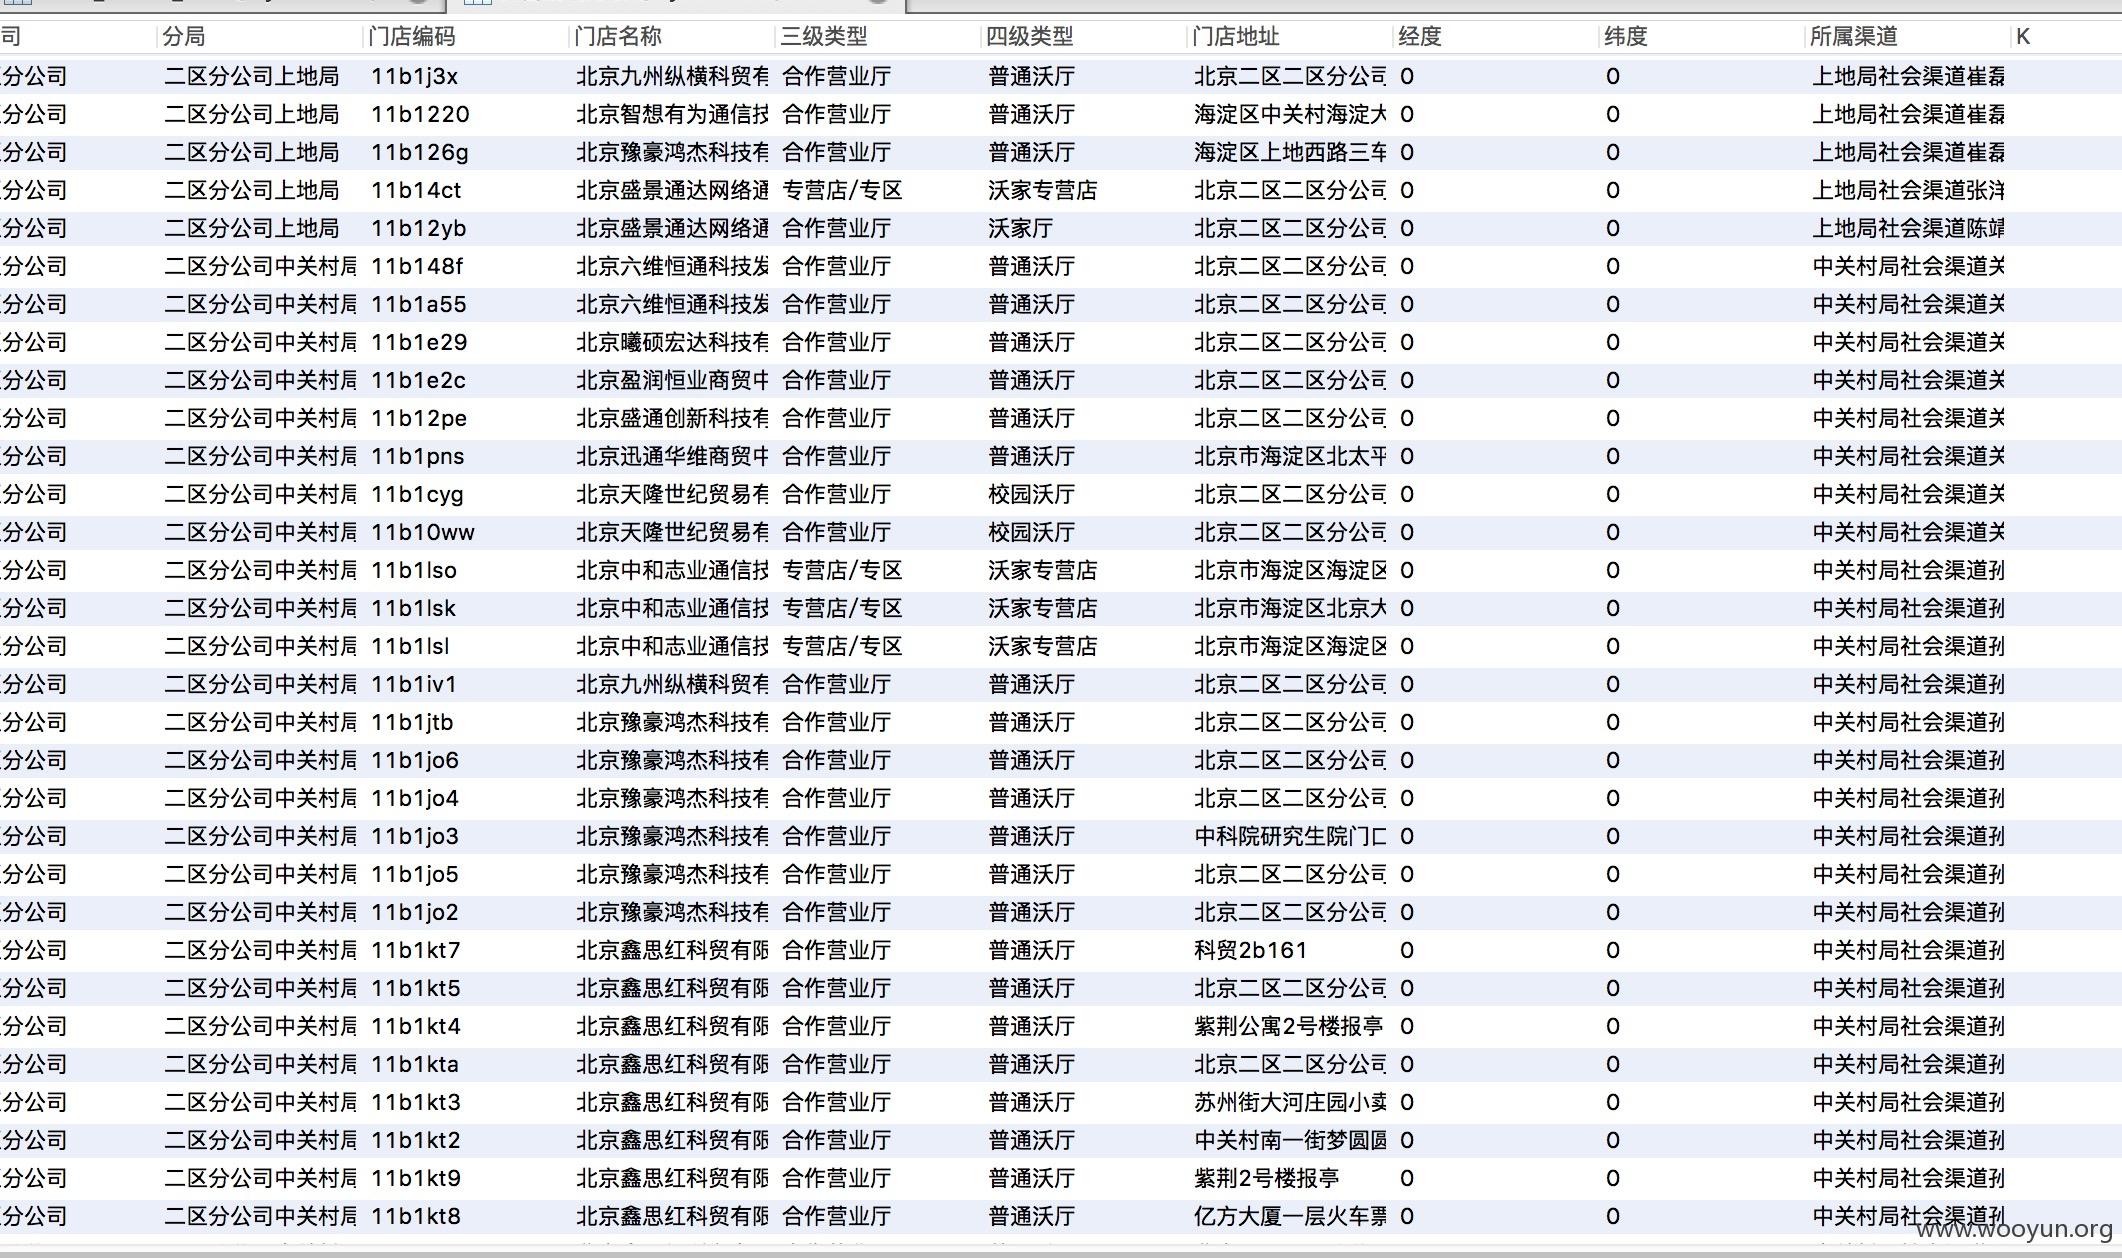 司 分局 门店编码 门店名称 三级类型 四级类型 门店地址 经度 纬度 所属渠道 K
分公司 二区分公司上地局 11b1j3x 北京九州纵横科贸有 合作营业厅 普通沃厅 北京二区二区分公司 0 0 上地局社会渠道崔磊
分公司 二区分公司上地局 11b1220 北京智想有为通信技 合作营业厅 普通沃厅 海淀区中关村海淀大 0 0 上地局社会渠道崔磊
分公司 二区分公司上地局 11b126g 北京豫豪鸿杰科技有 合作营业厅 普通沃厅 海淀区上地西路三车 0 0 上地局社会渠道崔磊
分公司 二区分公司上地局 11b14ct 北京盛景通达网络通 专营店/专区 沃家专营店 北京二区二区分公司 0 0 上地局社会渠道张洋
分公司 二区分公司上地局 11b12yb 北京盛景通达网络通 合作营业厅 沃家厅 北京二区二区分公司 0 0 上地局社会渠道陈靖
分公司 二区分公司中关村局 11b148f 北京六维恒通科技发 合作营业厅 普通沃厅 北京二区二区分公司 0 0 中关村局社会渠道关
分公司 二区分公司中关村局 11b1a55 北京六维恒通科技发 合作营业厅 普通沃厅 北京二区二区分公司 0 0 中关村局社会渠道关
分公司 二区分公司中关村局 11b1e29 北京曦硕宏达科技有 合作营业厅 普通沃厅 北京二区二区分公司 0 0 中关村局社会渠道关
分公司 二区分公司中关村局 11b1e2c 北京盈润恒业商贸中 合作营业厅 普通沃厅 北京二区二区分公司 0 0 中关村局社会渠道关
分公司 二区分公司中关村局 11b12pe 北京盛通创新科技有 合作营业厅 普通沃厅 北京二区二区分公司 0 0 中关村局社会渠道关
分公司 二区分公司中关村局 11b1pns 北京迅通华维商贸中 合作营业厅 普通沃厅 北京市海淀区北太平 0 0 中关村局社会渠道关
分公司 二区分公司中关村局 11b1cyg 北京天隆世纪贸易有 合作营业厅 校园沃厅 北京二区二区分公司 0 0 中关村局社会渠道关
分公司 二区分公司中关村局 11b10ww 北京天隆世纪贸易有 合作营业厅 校园沃厅 北京二区二区分公司 0 0 中关村局社会渠道关
分公司 二区分公司中关村局 11b1lso 北京中和志业通信技 专营店/专区 沃家专营店 北京市海淀区海淀区 0 0 中关村局社会渠道孙
分公司 二区分公司中关村局 11b1lsk 北京中和志业通信技 专营店/专区 沃家专营店 北京市海淀区北京大 0 0 中关村局社会渠道孙
分公司 二区分公司中关村局 11b1lsl 北京中和志业通信技 专营店/专区 沃家专营店 北京市海淀区海淀区 0 0 中关村局社会渠道孙
分公司 二区分公司中关村局 11b1iv1 北京九州纵横科贸有 合作营业厅 普通沃厅 北京二区二区分公司 0 0 中关村局社会渠道孙
分公司 二区分公司中关村局 11b1jtb 北京豫豪鸿杰科技有 合作营业厅 普通沃厅 北京二区二区分公司 0 0 中关村局社会渠道孙
分公司 二区分公司中关村局 11b1jo6 北京豫豪鸿杰科技有 合作营业厅 普通沃厅 北京二区二区分公司 0 0 中关村局社会渠道孙
分公司 二区分公司中关村局 11b1jo4 北京豫豪鸿杰科技有 合作营业厅 普通沃厅 北京二区二区分公司 0 0 中关村局社会渠道孙
分公司 二区分公司中关村局 11b1jo3 北京豫豪鸿杰科技有 合作营业厅 普通沃厅 中科院研究生院门口 0 0 中关村局社会渠道孙
分公司 二区分公司中关村局 11b1jo5 北京豫豪鸿杰科技有 合作营业厅 普通沃厅 北京二区二区分公司 0 0 中关村局社会渠道孙
分公司 二区分公司中关村局 11b1jo2 北京豫豪鸿杰科技有 合作营业厅 普通沃厅 北京二区二区分公司 0 0 中关村局社会渠道孙
分公司 二区分公司中关村局 11b1kt7 北京鑫思红科贸有限 合作营业厅 普通沃厅 科贸2b161 0 0 中关村局社会渠道孙
分公司 二区分公司中关村局 11b1kt5 北京鑫思红科贸有限 合作营业厅 普通沃厅 北京二区二区分公司 0 0 中关村局社会渠道孙
分公司 二区分公司中关村局 11b1kt4 北京鑫思红科贸有限 合作营业厅 普通沃厅 紫荆公寓2号楼报亭 0 0 中关村局社会渠道孙
分公司 二区分公司中关村局 11b1kta 北京鑫思红科贸有限 合作营业厅 普通沃厅 北京二区二区分公司 0 0 中关村局社会渠道孙
分公司 二区分公司中关村局 11b1kt3 北京鑫思红科贸有限 合作营业厅 普通沃厅 苏州街大河庄园小卖 0 0 中关村局社会渠道孙
分公司 二区分公司中关村局 11b1kt2 北京鑫思红科贸有限 合作营业厅 普通沃厅 中关村南一街梦圆圆 0 0 中关村局社会渠道孙
分公司 二区分公司中关村局 11b1kt9 北京鑫思红科贸有限 合作营业厅 普通沃厅 紫荆2号楼报亭 0 0 中关村局社会渠道孙
分公司 二区分公司中关村局 11b1kt8 北京鑫思红科贸有限 合作营业厅 普通沃厅 亿方大厦一层火车票 0 0 中关村局社会渠道孙
www.wooyun.org